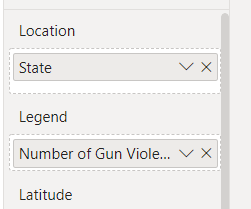 Location
State
Legend
Number of Gun Viole...
Latitude